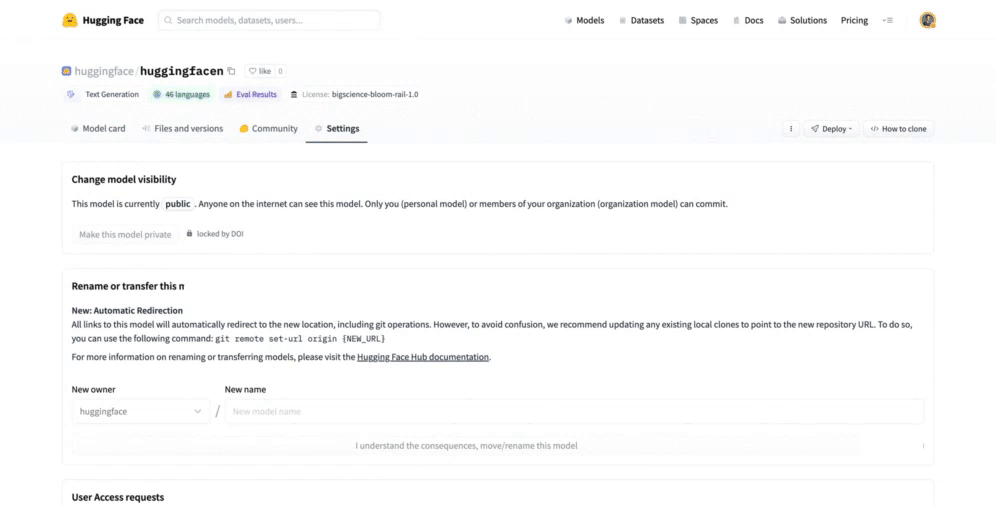 Hugging Face
Search models, datasets, users...
Models
Datasets
Spaces
Docs
Solutions
Pricing
huggingface/huggingfacen
like 0
Text Generation
46 languages
Eval Results
License: bigscience-bloom-rail-1.0
Model card
Files and versions
Community
Settings
Deploy
How to clone
Change model visibility
This model is currently public. Anyone on the internet can see this model. Only you (personal model) or members of your organization (organization model) can commit.
Make this model private
locked by DOI
Rename or transfer this n
New: Automatic Redirection
All links to this model will automatically redirect to the new location, including git operations. However, to avoid confusion, we recommend updating any existing local clones to point to the new repository URL. To do so,
you can use the following command: git remote set-url origin {NEW_URL}
For more information on renaming or transferring models, please visit the Hugging Face Hub documentation.
New owner
New name
huggingface
/
New model name
I understand the consequences, move/rename this model
User Access requests